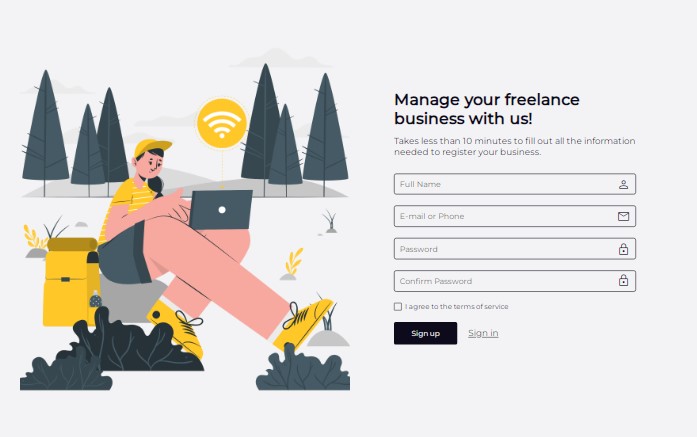 Manage your freelance
business with us!
Takes less than 10 minutes to fill out all the information
needed to register your business.
Full Name
E-mail or Phone
Password
Confirm Password
I agree to the terms of service
Sign up
Sign in